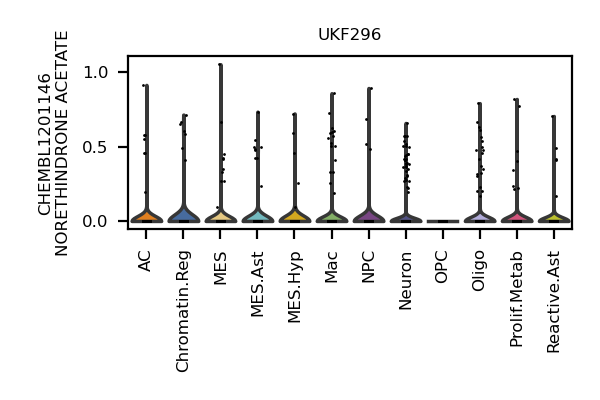 UKF296
CHEMBL1201146
NORETHINDRONE ACETATE
1.0
0.5
0.0
AC
Chromatin.Reg
MES
MES.Ast
MES.Hyp
Mac
NPC
Neuron
OPC
Oligo
Prolif.Metab
Reactive.Ast